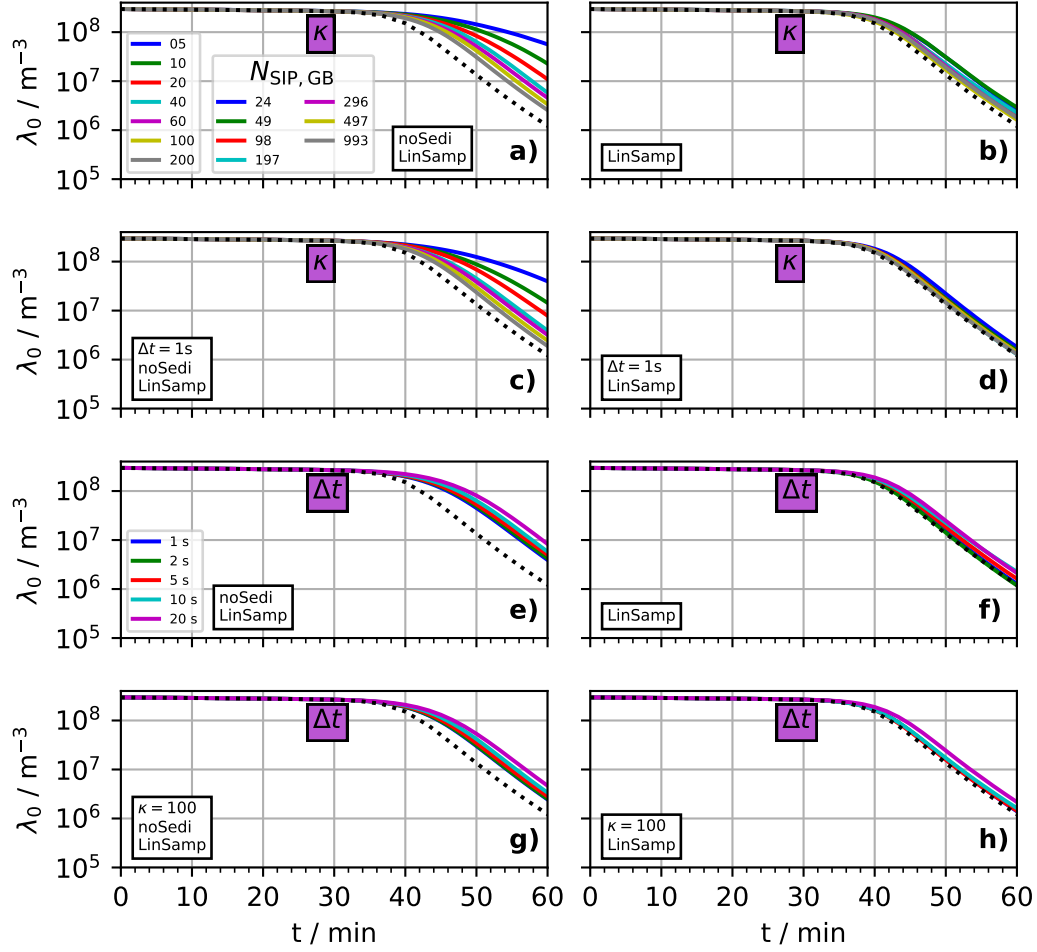 λ₀ / m⁻³
10⁸
10⁷
10⁶
10⁵
κ
05
10
20
40
60
100
200
N_SIP, GB
24
49
98
197
296
497
993
noSedi
LinSamp
a)
κ
LinSamp
b)
λ₀ / m⁻³
10⁸
10⁷
10⁶
10⁵
κ
Δt = 1s
noSedi
LinSamp
c)
κ
Δt = 1s
LinSamp
d)
λ₀ / m⁻³
10⁸
10⁷
10⁶
10⁵
Δt
1 s
2 s
5 s
10 s
20 s
noSedi
LinSamp
e)
Δt
LinSamp
f)
λ₀ / m⁻³
10⁸
10⁷
10⁶
10⁵
Δt
κ = 100
noSedi
LinSamp
g)
Δt
κ = 100
LinSamp
h)
0 10 20 30 40 50 60
t / min
0 10 20 30 40 50 60
t / min